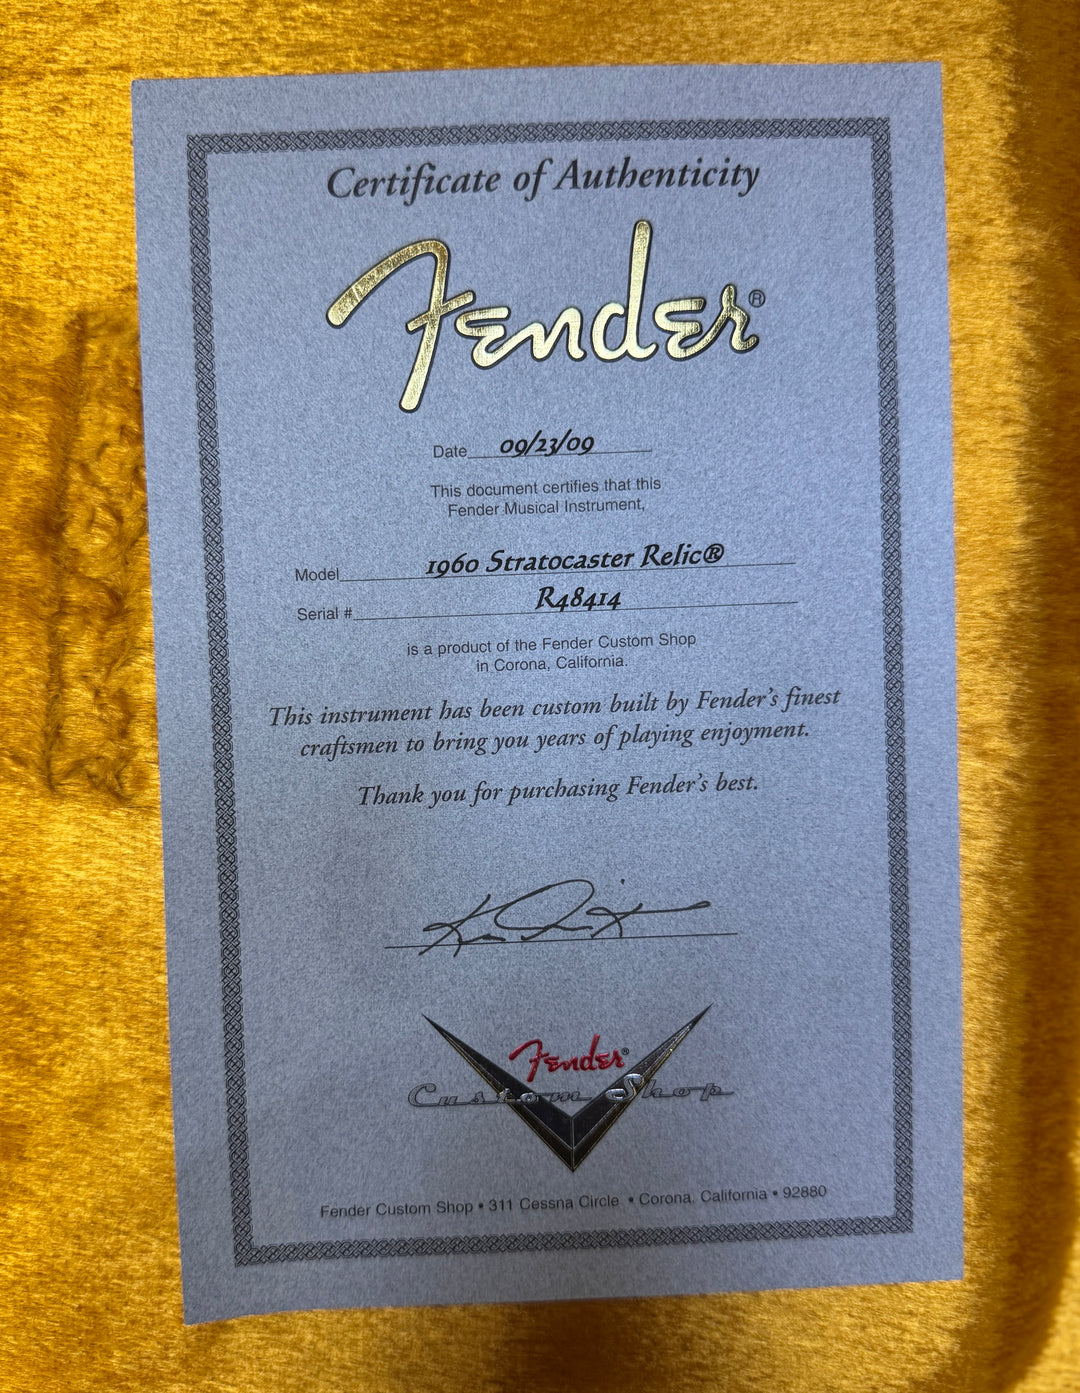 Certificate of Authenticity
Fender®
Date 09/23/09
This document certifies that this
Fender Musical Instrument,
Model 1960 Stratocaster Relic®
Serial # R48414
is a product of the Fender Custom Shop
in Corona, California.
This instrument has been custom built by Fender's finest
craftsmen to bring you years of playing enjoyment.
Thank you for purchasing Fender's best.
Fender®
Custom Shop
Fender Custom Shop • 311 Cessna Circle • Corona, California • 92880